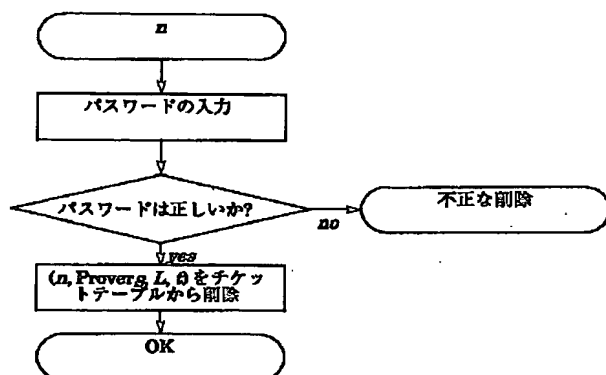 n
パスワードの入力
パスワードは正しいか?
不正な削除
no
yes
(n, Prover_g, L, t) をチケッ
トテーブルから削除
OK